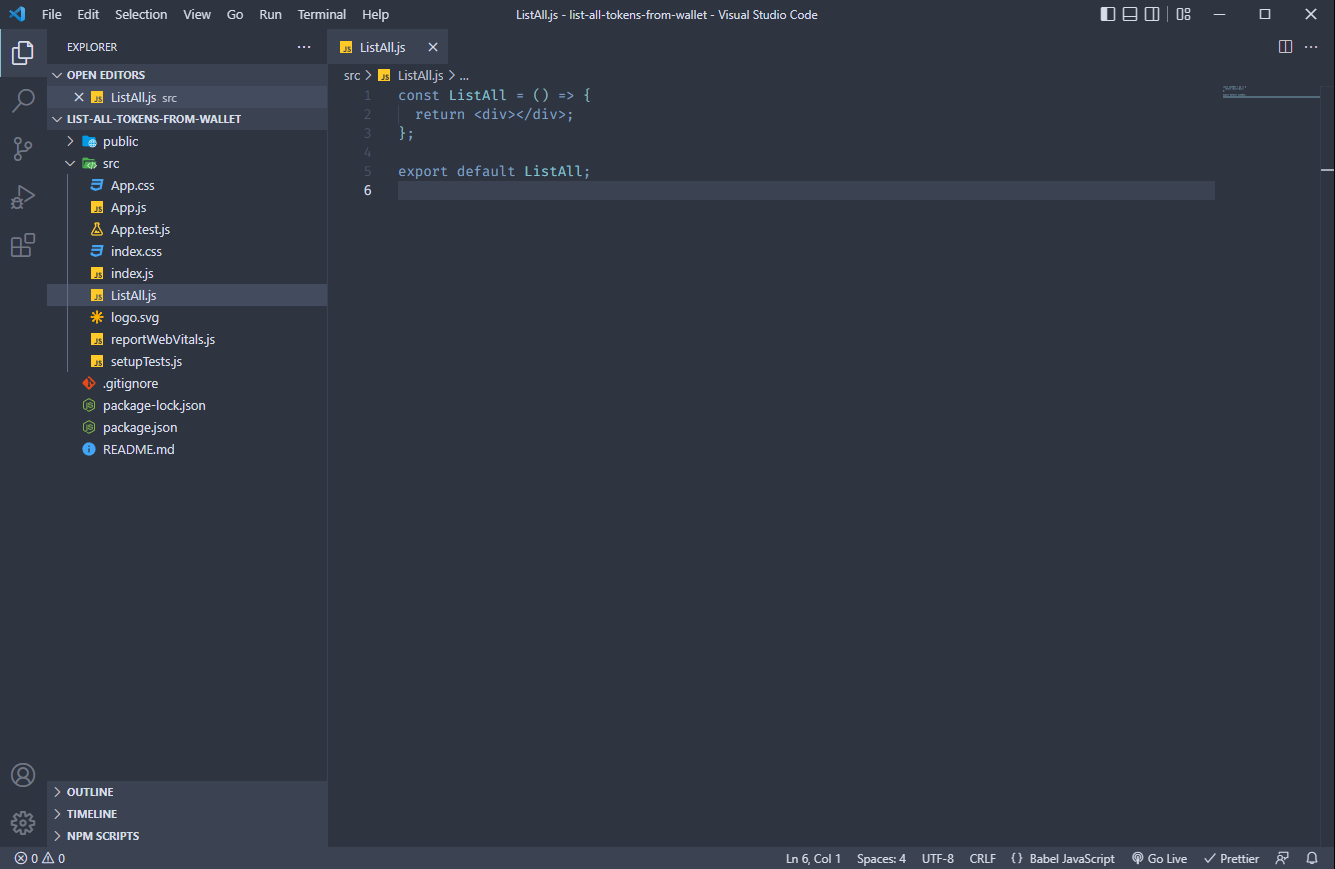 File Edit Selection View Go Run Terminal Help
ListAll.js - list-all-tokens-from-wallet - Visual Studio Code
EXPLORER
OPEN EDITORS
ListAll.js src
LIST-ALL-TOKENS-FROM-WALLET
public
src
App.css
App.js
App.test.js
index.css
index.js
ListAll.js
logo.svg
reportWebVitals.js
setupTests.js
.gitignore
package-lock.json
package.json
README.md
OUTLINE
TIMELINE
NPM SCRIPTS
ListAll.js
src > ListAll.js > ...
1 const ListAll = () => {
2 return <div></div>;
3 };
4
5 export default ListAll;
6
0 0
Ln 6, Col 1 Spaces: 4 UTF-8 CRLF {} Babel JavaScript Go Live Prettier